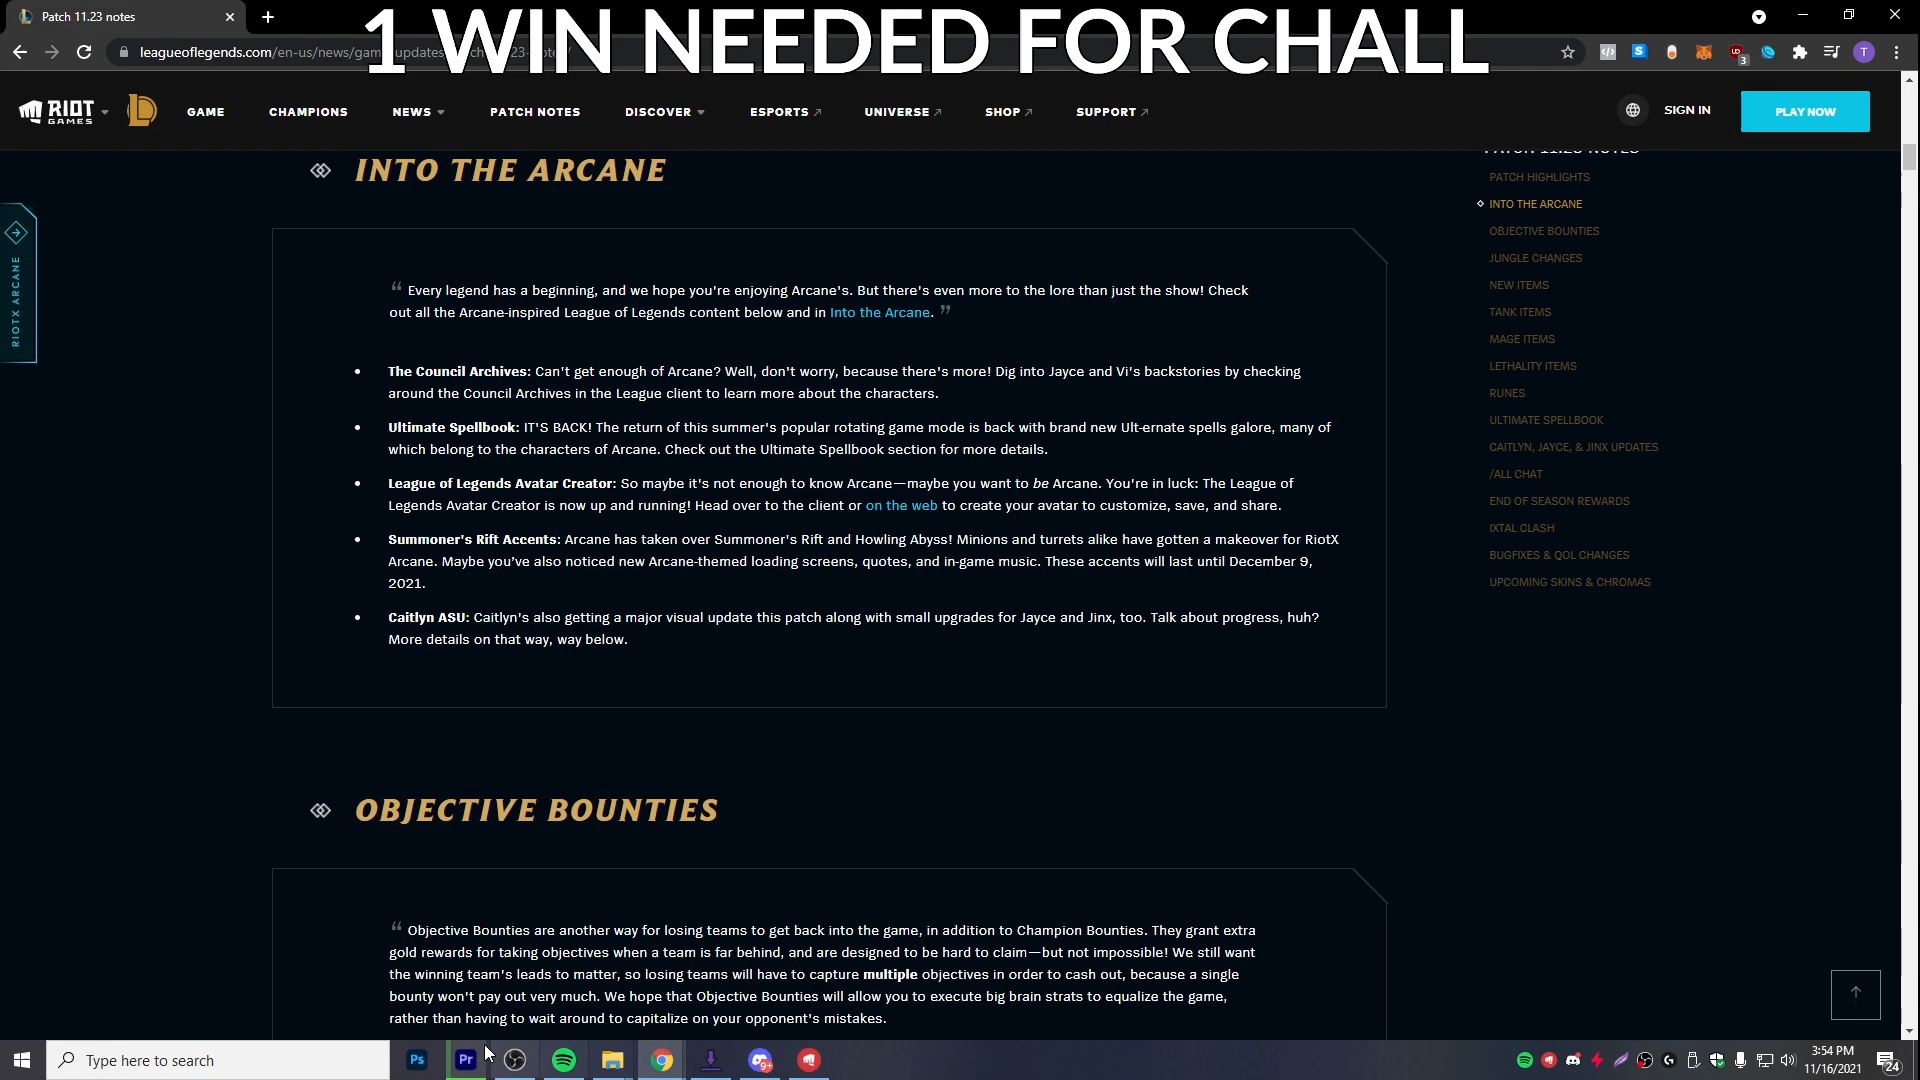 Patch 11.23 notes
1 WIN NEEDED FOR CHALL
leagueoflegends.com/en-us/news/gam
updates
RIOT GAMES
GAME
CHAMPIONS
NEWS
PATCH NOTES
DISCOVER
ESPORTS
UNIVERSE
SHOP
SUPPORT
SIGN IN
PLAY NOW
INTO THE ARCANE
“ Every legend has a beginning, and we hope you're enjoying Arcane's. But there's even more to the lore than just the show! Check
out all the Arcane-inspired League of Legends content below and in Into the Arcane. ”
• The Council Archives: Can't get enough of Arcane? Well, don't worry, because there's more! Dig into Jayce and Vi's backstories by checking
around the Council Archives in the League client to learn more about the characters.
• Ultimate Spellbook: IT'S BACK! The return of this summer's popular rotating game mode is back with brand new Ult-ernate spells galore, many of
which belong to the characters of Arcane. Check out the Ultimate Spellbook section for more details.
• League of Legends Avatar Creator: So maybe it's not enough to know Arcane—maybe you want to be Arcane. You're in luck: The League of
Legends Avatar Creator is now up and running! Head over to the client or on the web to create your avatar to customize, save, and share.
• Summoner's Rift Accents: Arcane has taken over Summoner's Rift and Howling Abyss! Minions and turrets alike have gotten a makeover for RiotX
Arcane. Maybe you’ve also noticed new Arcane-themed loading screens, quotes, and in-game music. These accents will last until December 9,
2021.
• Caitlyn ASU: Caitlyn's also getting a major visual update this patch along with small upgrades for Jayce and Jinx, too. Talk about progress, huh?
More details on that way, way below.
OBJECTIVE BOUNTIES
“ Objective Bounties are another way for losing teams to get back into the game, in addition to Champion Bounties. They grant extra
gold rewards for taking objectives when a team is far behind, and are designed to be hard to claim—but not impossible! We still want
the winning team's leads to matter, so losing teams will have to capture multiple objectives in order to cash out, because a single
bounty won't pay out very much. We hope that Objective Bounties will allow you to execute big brain strats to equalize the game,
rather than having to wait around to capitalize on your opponent's mistakes.
RIOTX ARCANE
PATCH 11.23 NOTES
PATCH HIGHLIGHTS
INTO THE ARCANE
OBJECTIVE BOUNTIES
JUNGLE CHANGES
NEW ITEMS
TANK ITEMS
MAGE ITEMS
LETHALITY ITEMS
RUNES
ULTIMATE SPELLBOOK
CAITLYN, JAYCE, & JINX UPDATES
/ALL CHAT
END OF SEASON REWARDS
IXTAL CLASH
BUGFIXES & QOL CHANGES
UPCOMING SKINS & CHROMAS
Type here to search
Ps
Pr
3:54 PM
11/16/2021
24